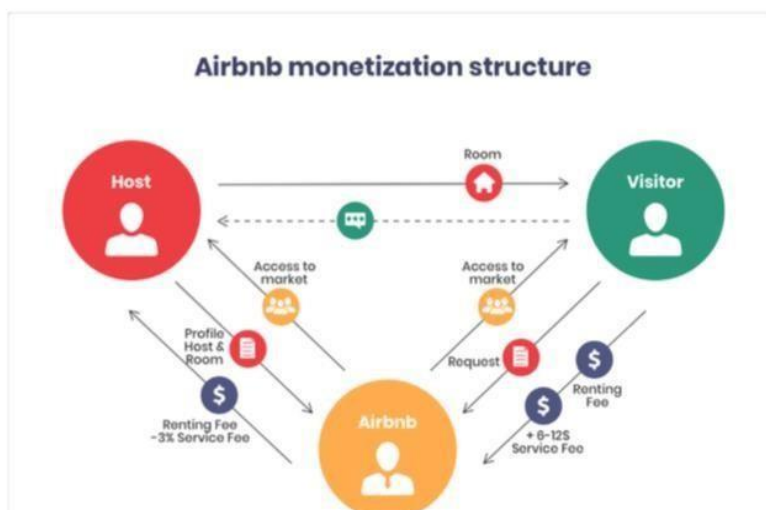 Airbnb monetization structure
Room
Host
Visitor
Access to
market
Access to
market
Profile
Host &
Room
Request
$
Renting Fee
-3% Service Fee
$
Renting
Fee
$
+ 6-12$
Service Fee
Airbnb